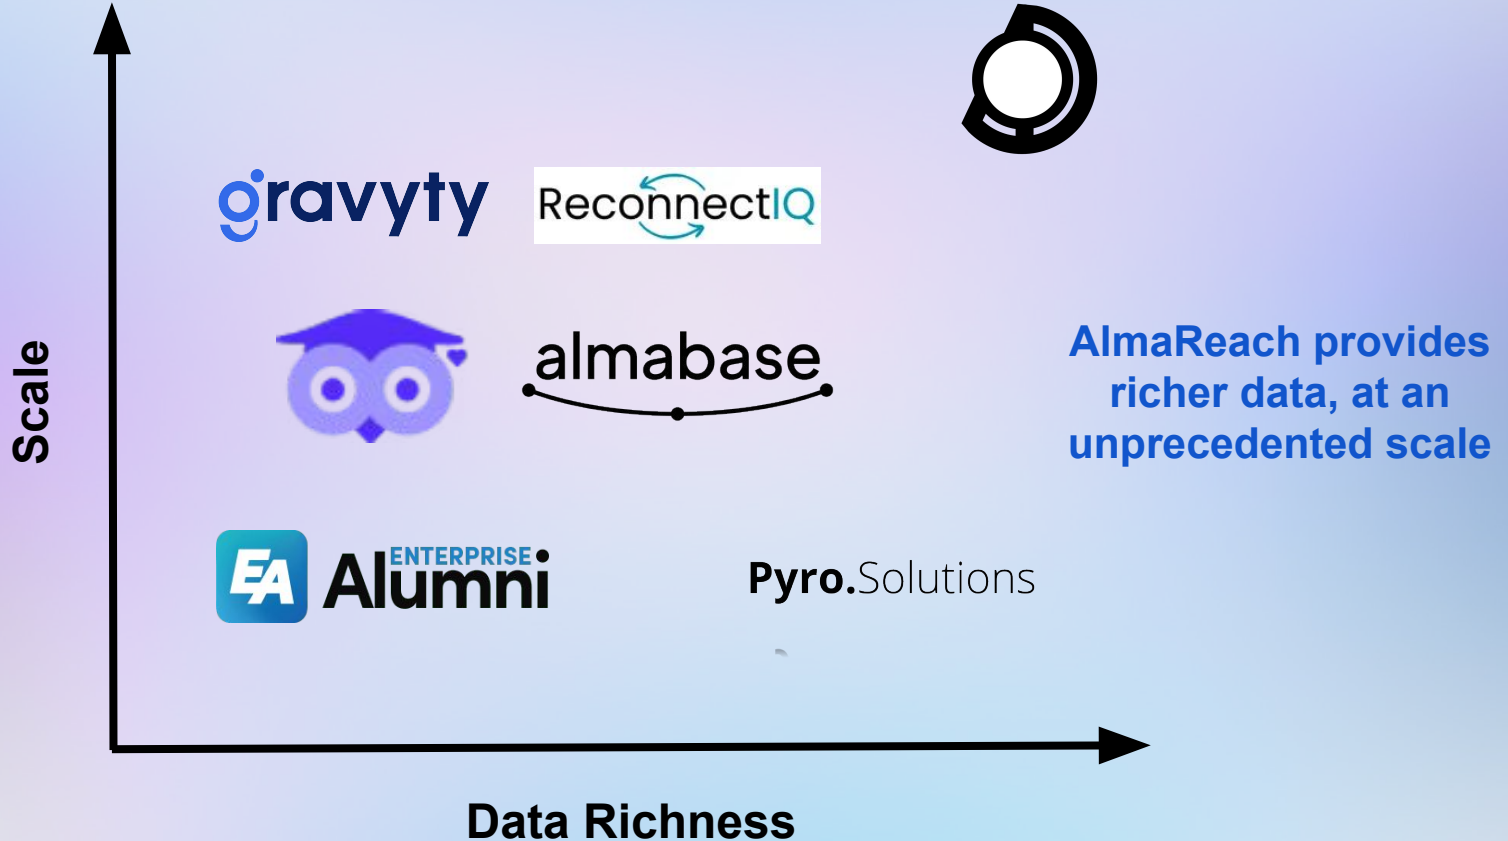 gravyty
ReconnectIQ
almabase
Scale
AlmaReach provides
richer data, at an
unprecedented scale
EA ENTERPRISE
Alumni
Pyro.Solutions
Data Richness